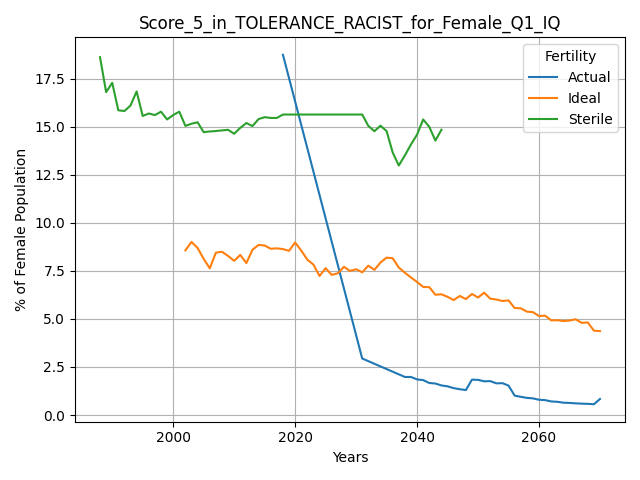 Score_5_in_TOLERANCE_RACIST_for_Female_Q1_IQ
Fertility
Actual
Ideal
Sterile
% of Female Population
17.5
15.0
12.5
10.0
7.5
5.0
2.5
0.0
2000
2020
2040
2060
Years